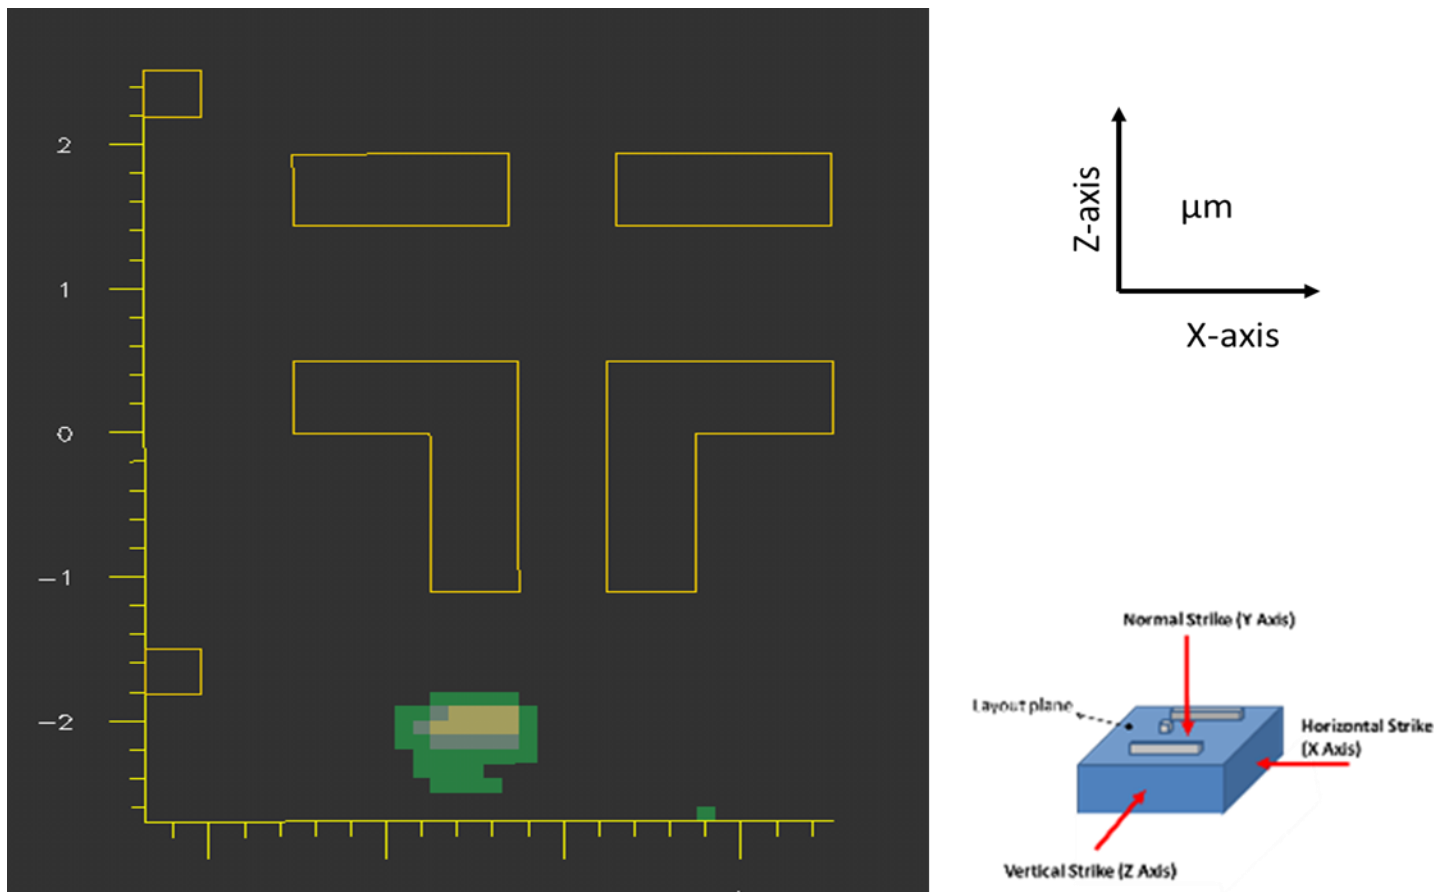 2
1
0
−1
−2
Z-axis
μm
X-axis
Normal Strike (Y Axis)
Layout plane
Horizontal Strike
(X Axis)
Vertical Strike (Z Axis)